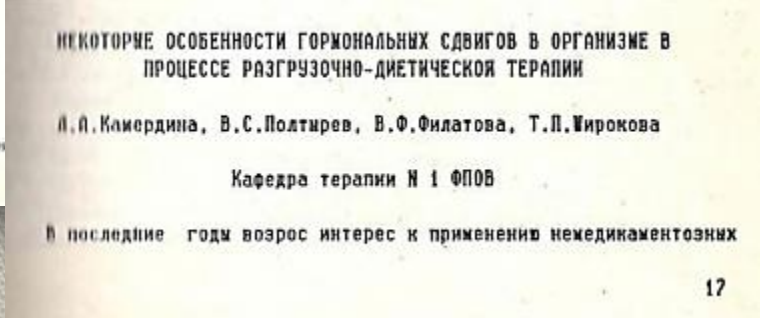 НЕКОТОРЫЕ ОСОБЕННОСТИ ГОРМОНАЛЬНЫХ СДВИГОВ В ОРГАНИЗМЕ В
ПРОЦЕССЕ РАЗГРУЗОЧНО-ДИЕТИЧЕСКОЙ ТЕРАПИИ
Л.А.Камердина, В.С.Полтырев, В.Ф.Филатова, Т.П.Широкова
Кафедра терапии N 1 ФПОВ
В последние годы возрос интерес к применению немедикаментозных
17